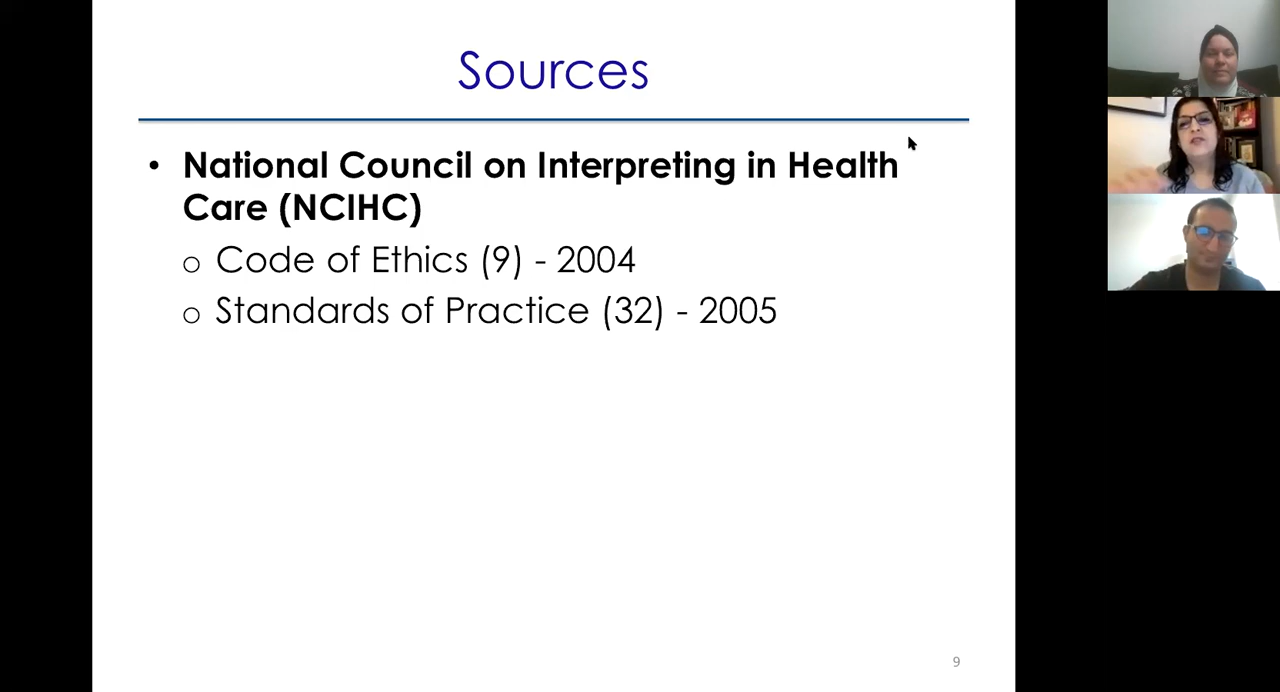 Sources
• National Council on Interpreting in Health
Care (NCIHC)
o Code of Ethics (9) - 2004
o Standards of Practice (32) - 2005
9